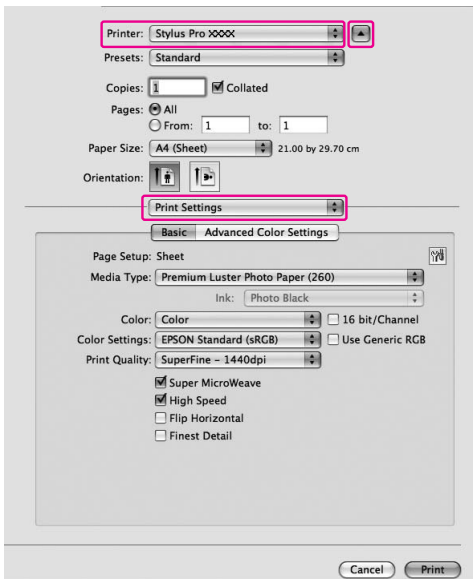 Printer: Stylus Pro XXXX
Presets: Standard
Copies: 1 Collated
Pages: All
From: 1 to: 1
Paper Size: A4 (Sheet) 21.00 by 29.70 cm
Orientation:
Print Settings
Basic Advanced Color Settings
Page Setup: Sheet
Media Type: Premium Luster Photo Paper (260)
Ink: Photo Black
Color: Color 16 bit/Channel
Color Settings: EPSON Standard (sRGB) Use Generic RGB
Print Quality: SuperFine - 1440dpi
Super MicroWeave
High Speed
Flip Horizontal
Finest Detail
Cancel Print